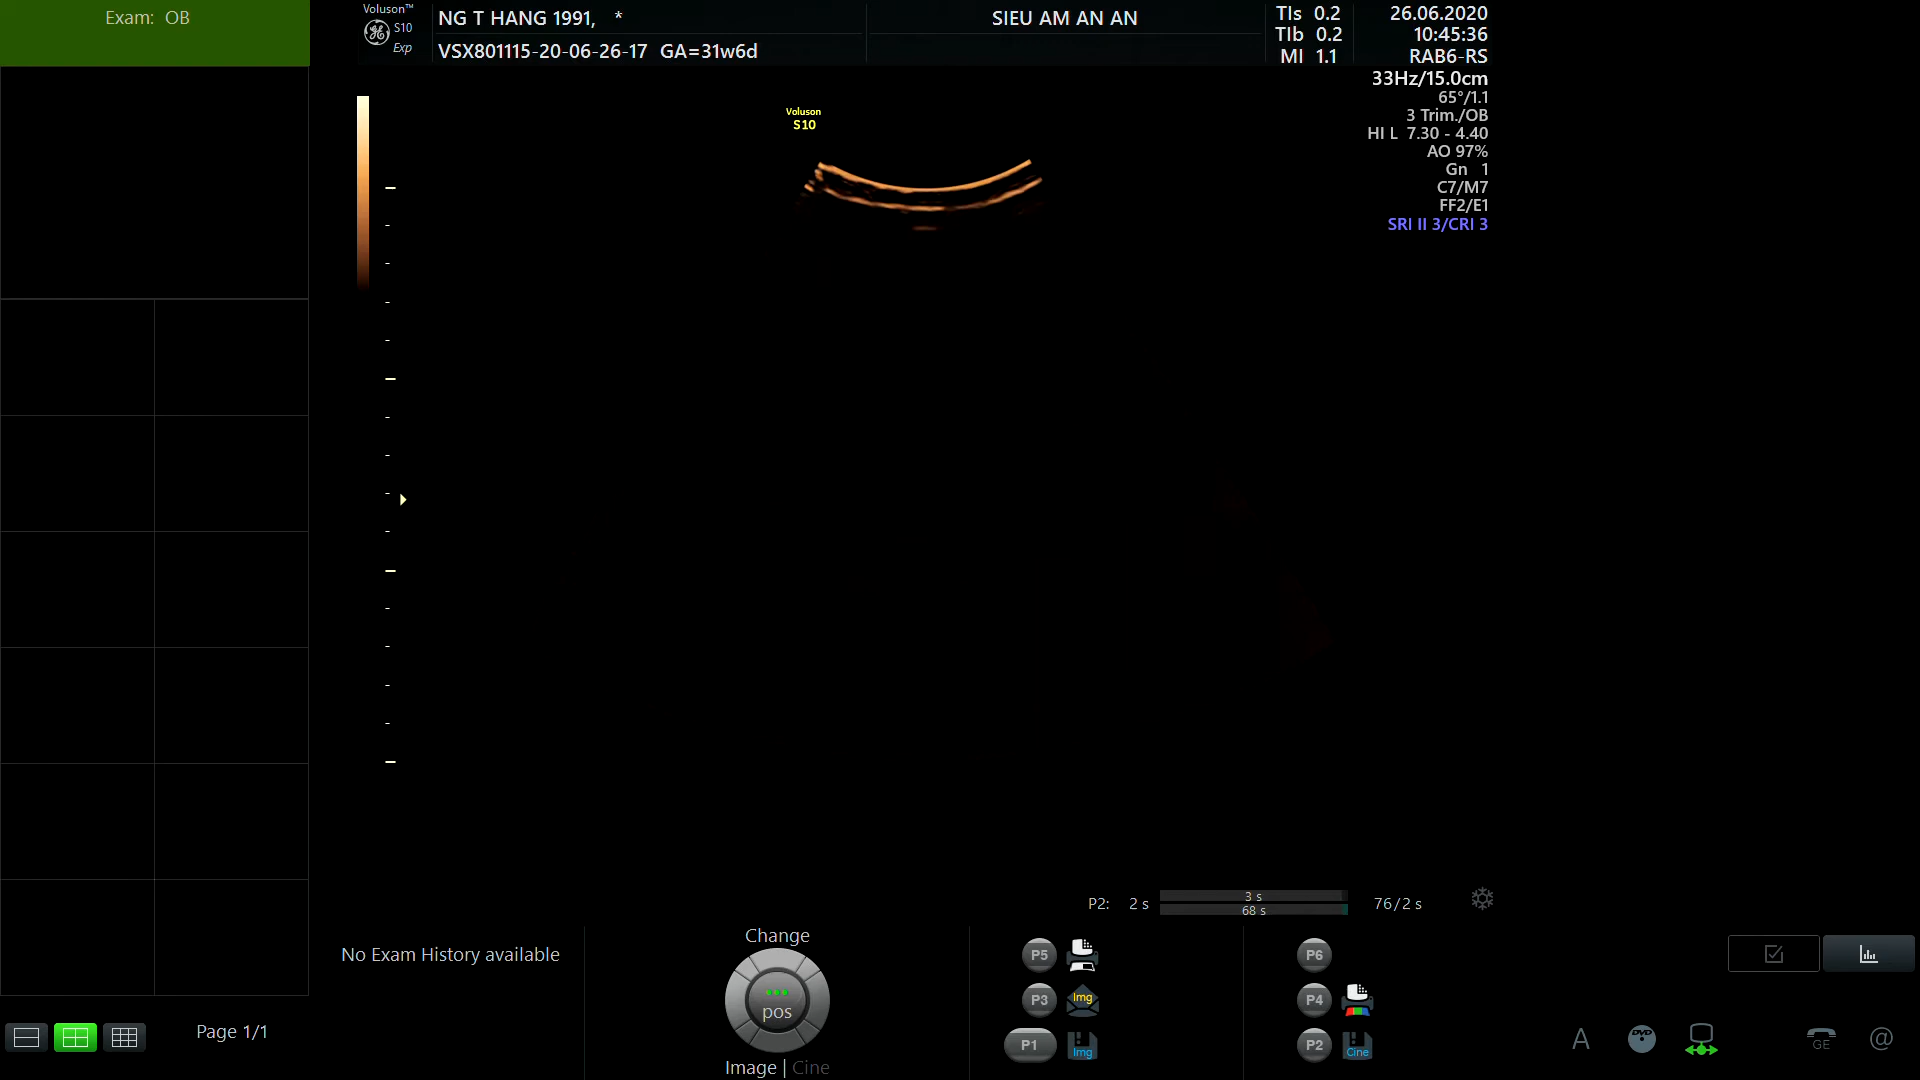 Exam: OB
Voluson™
S10
Exp
NG T HANG 1991, *
VSX801115-20-06-26-17 GA=31w6d
SIEU AM AN AN
TIs 0.2
TIb 0.2
MI 1.1
26.06.2020
10:45:36
RAB6-RS
33Hz/15.0cm
65°/1.1
3 Trim./OB
HI L 7.30 - 4.40
AO 97%
Gn 1
C7/M7
FF2/E1
SRI II 3/CRI 3
Voluson
S10
P2: 2 s
3 s
68 s
76/2 s
No Exam History available
Change
pos
Image | Cine
P5
P3 Img
P1 Img
P6
P4
P2 Cine
Page 1/1
A
DVD
GE
@